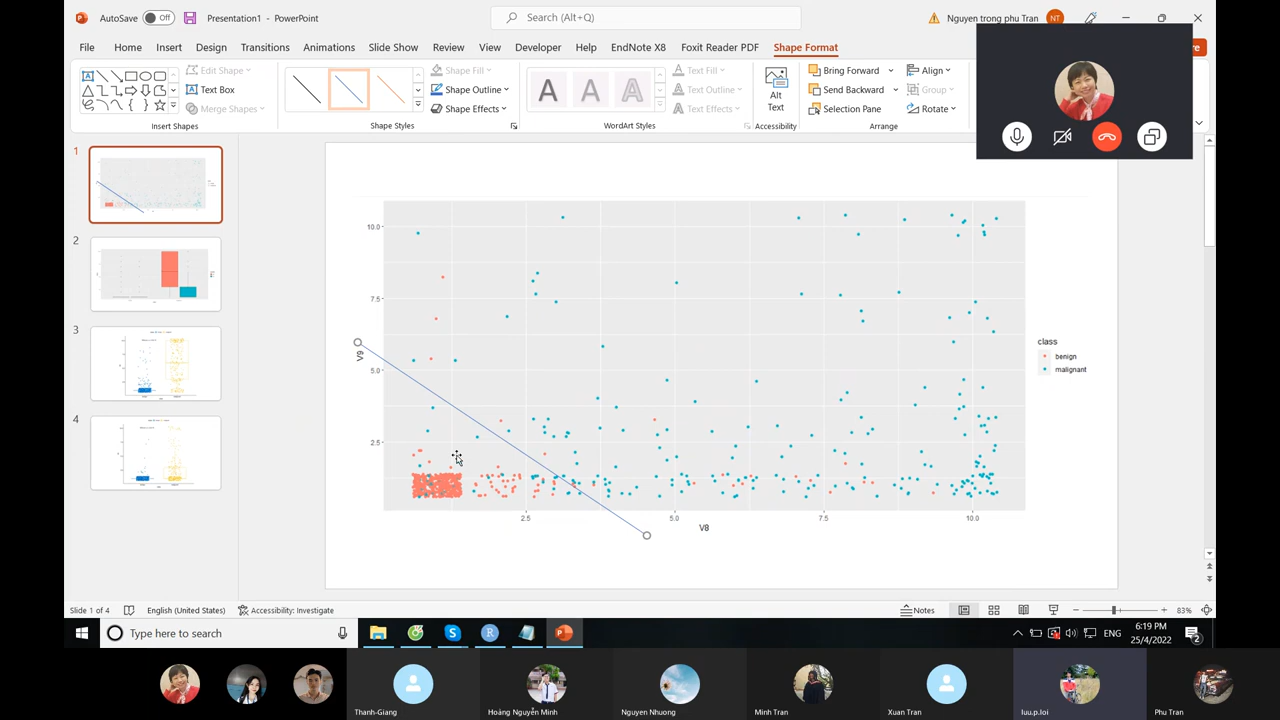 AutoSave Off Presentation1 - PowerPoint
Search (Alt+Q)
Nguyen trong phu Tran NT
File Home Insert Design Transitions Animations Slide Show Review View Developer Help EndNote X8 Foxit Reader PDF Shape Format
Edit Shape
Text Box
Merge Shapes
Insert Shapes
Shape Fill
Shape Outline
Shape Effects
Shape Styles
A A A
Text Fill
Text Outline
Text Effects
WordArt Styles
Alt
Text
Accessibility
Bring Forward
Send Backward
Selection Pane
Align
Group
Rotate
Arrange
1
2
3
4
10.0
7.5
5.0
2.5
V9
2.5 5.0 7.5 10.0
V8
class
benign
malignant
Slide 1 of 4 English (United States) Accessibility: Investigate Notes 83%
Type here to search
ENG
6:19 PM
25/4/2022
2
Thanh-Giang
Hoàng Nguyễn Minh
Nguyen Nhuong
Minh Tran
Xuan Tran
luu.p.loi
Phu Tran